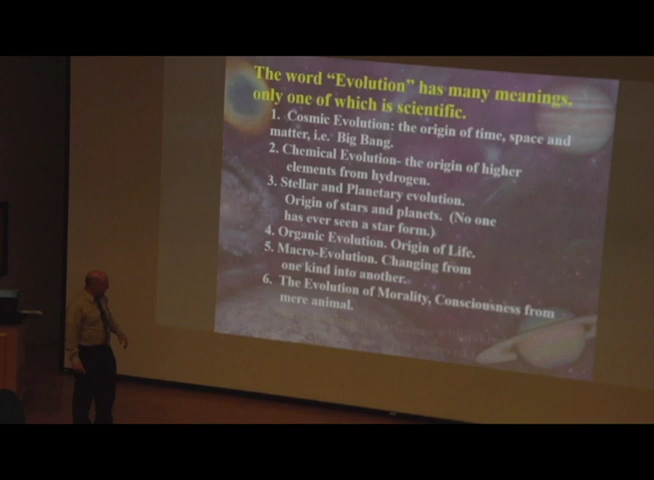 The word “Evolution” has many meanings,
only one of which is scientific.
1. Cosmic Evolution: the origin of time, space and
matter, i.e. Big Bang.
2. Chemical Evolution- the origin of higher
elements from hydrogen.
3. Stellar and Planetary evolution.
Origin of stars and planets. (No one
has ever seen a star form.)
4. Organic Evolution. Origin of Life.
5. Macro-Evolution. Changing from
one kind into another.
6. The Evolution of Morality, Consciousness from
mere animal.